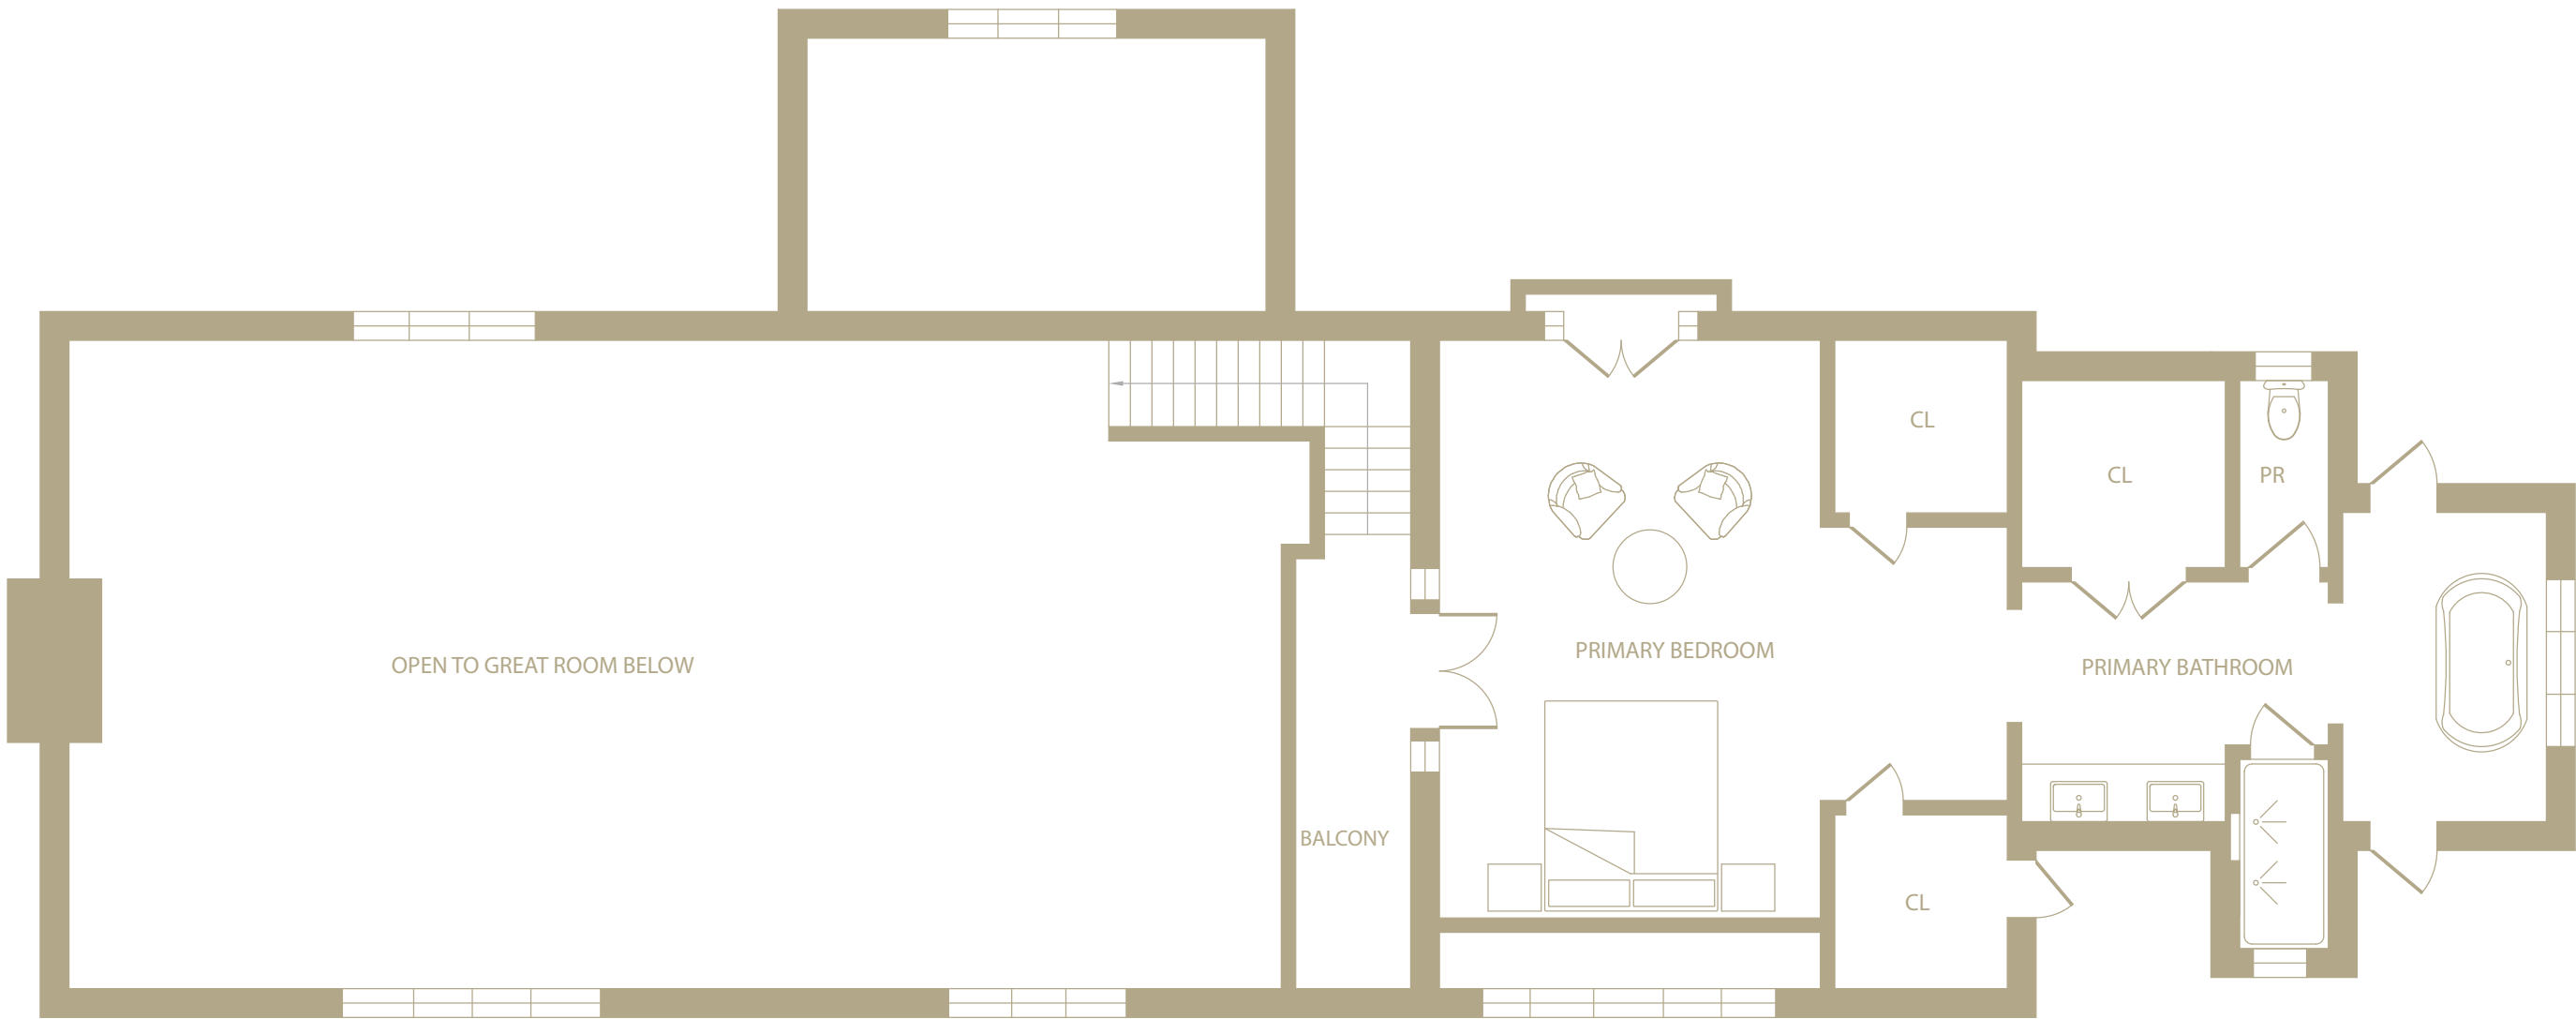 CL
CL
PR
OPEN TO GREAT ROOM BELOW
PRIMARY BEDROOM
PRIMARY BATHROOM
BALCONY
CL